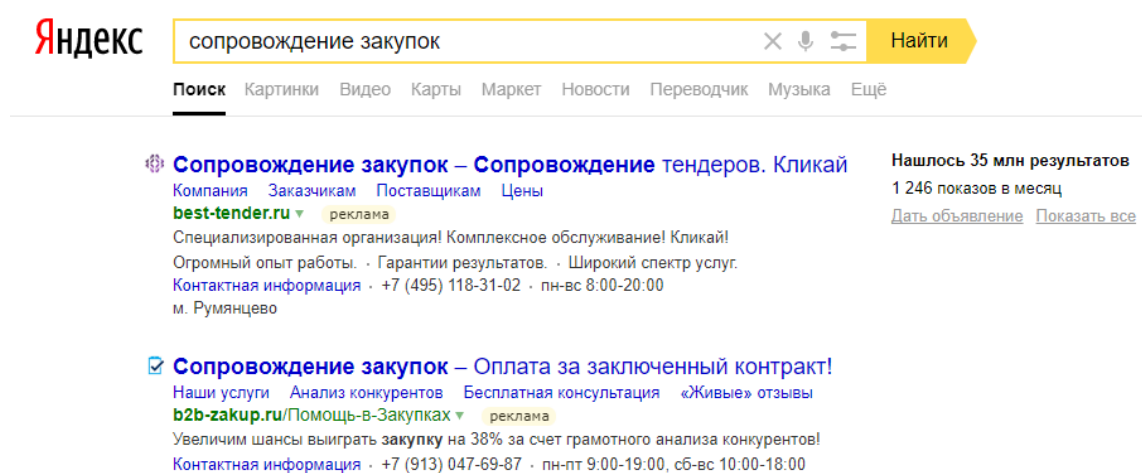 Яндекс
сопровождение закупок
Найти
Поиск Картинки Видео Карты Маркет Новости Переводчик Музыка Ещё
Сопровождение закупок – Сопровождение тендеров. Кликай
Компания Заказчикам Поставщикам Цены
best-tender.ru реклама
Специализированная организация! Комплексное обслуживание! Кликай!
Огромный опыт работы. · Гарантии результатов. · Широкий спектр услуг.
Контактная информация · +7 (495) 118-31-02 · пн-вс 8:00-20:00
м. Румянцево
Нашлось 35 млн результатов
1 246 показов в месяц
Дать объявление Показать все
Сопровождение закупок – Оплата за заключенный контракт!
Наши услуги Анализ конкурентов Бесплатная консультация «Живые» отзывы
b2b-zakup.ru/Помощь-в-Закупках реклама
Увеличим шансы выиграть закупку на 38% за счет грамотного анализа конкурентов!
Контактная информация · +7 (913) 047-69-87 · пн-пт 9:00-19:00, сб-вс 10:00-18:00